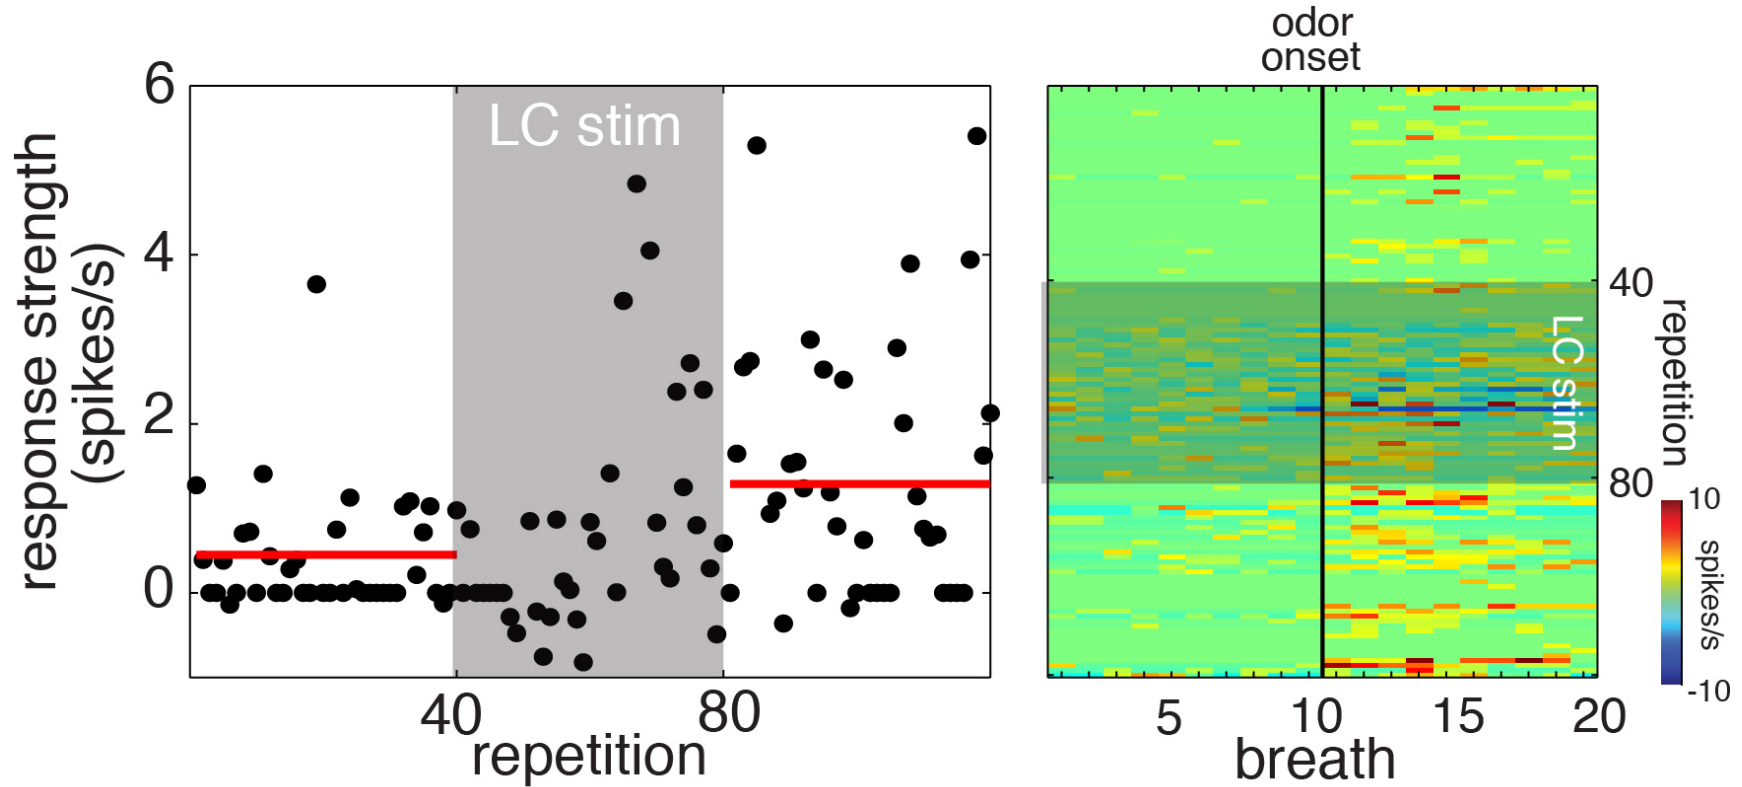 response strength
(spikes/s)
6
4
2
0
LC stim
40
80
repetition
odor
onset
LC stim
40
80
repetition
10
-10
spikes/s
5
10
15
20
breath